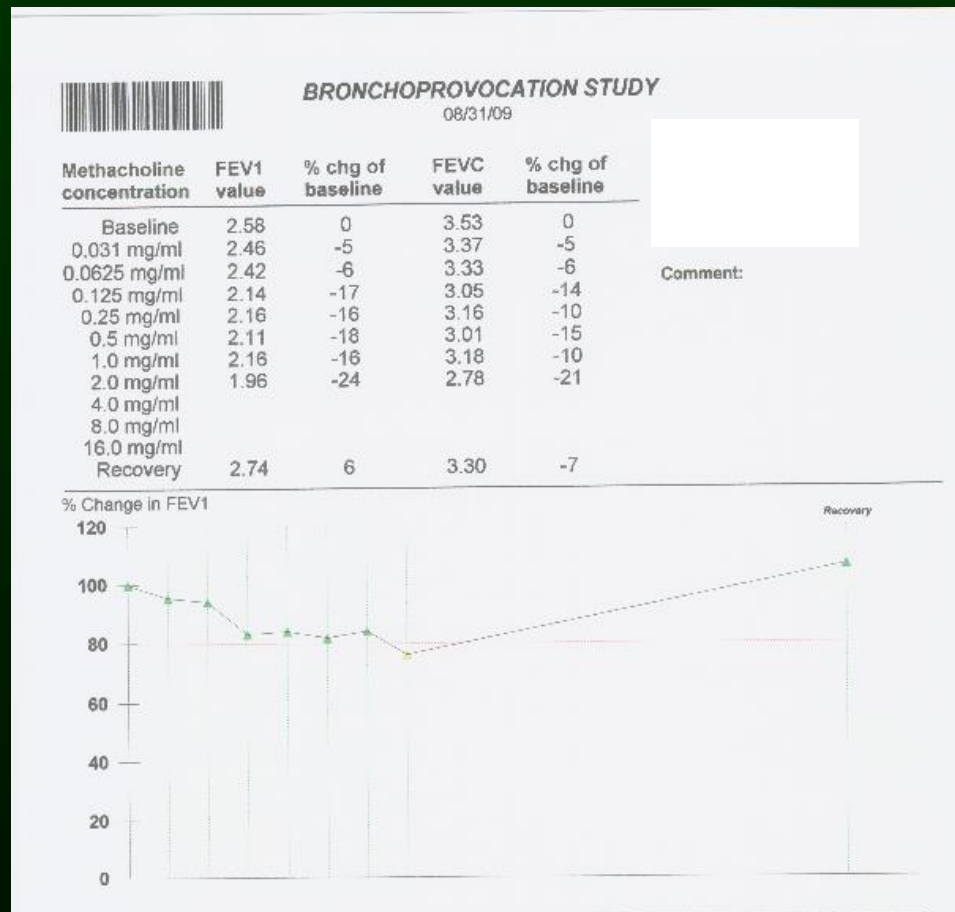 BRONCHOPROVOCATION STUDY
08/31/09
Methacholine concentration FEV1 value % chg of baseline FEVC value % chg of baseline
Baseline 2.58 0 3.53 0
0.031 mg/ml 2.46 -5 3.37 -5
0.0625 mg/ml 2.42 -6 3.33 -6
0.125 mg/ml 2.14 -17 3.05 -14
0.25 mg/ml 2.16 -16 3.16 -10
0.5 mg/ml 2.11 -18 3.01 -15
1.0 mg/ml 2.16 -16 3.18 -10
2.0 mg/ml 1.96 -24 2.78 -21
4.0 mg/ml
8.0 mg/ml
16.0 mg/ml
Recovery 2.74 6 3.30 -7
Comment:
% Change in FEV1
Recovery
120
100
80
60
40
20
0